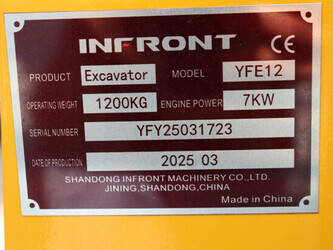 INFRONT CE
PRODUCT Excavator MODEL YFE12
OPERATING WEIGHT 1200KG ENGINE POWER 7KW
SERIAL NUMBER YFY25031723
DATE OF PRODUCTION 2025 03
SHANDONG INFRONT MACHINERY CO.,LTD.
JINING,SHANDONG,CHINA
Made in China